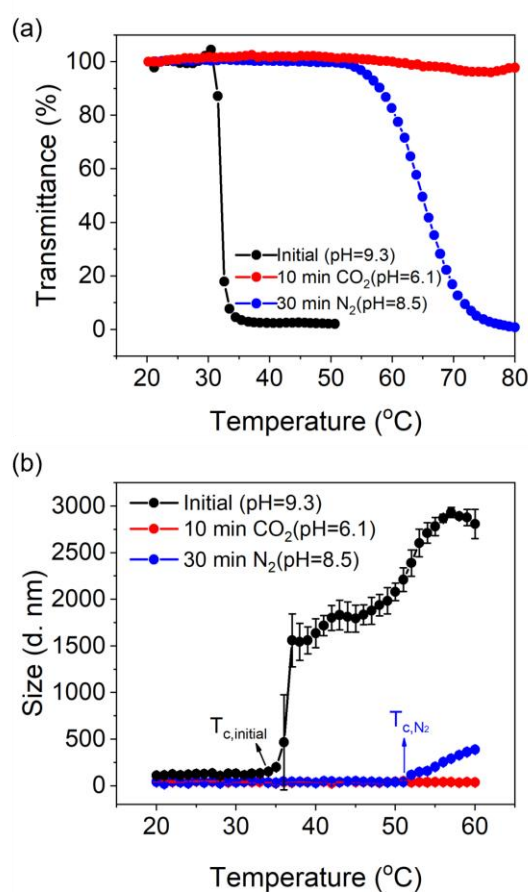 (a)
100
80
60
40
20
0
Transmittance (%)
Initial (pH=9.3)
10 min CO₂(pH=6.1)
30 min N₂(pH=8.5)
20 30 40 50 60 70 80
Temperature (ᵒC)
(b)
3000
2500
2000
1500
1000
500
0
Size (d. nm)
Initial (pH=9.3)
10 min CO₂(pH=6.1)
30 min N₂(pH=8.5)
Tc,initial
Tc,N₂
20 30 40 50 60
Temperature (ᵒC)